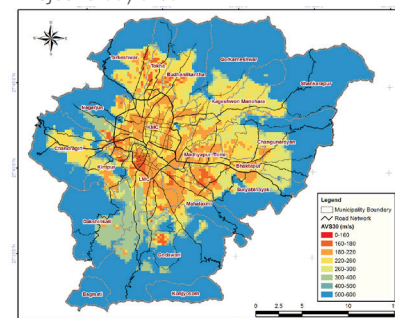 Tarkeshwar
Tokha
Gokarneshwar
Budhanilkantha
Shankharapur
Kageshwori Manohara
Nagarjun
KMC
Changunarayan
Chandragiri
Madhyapur Thimi
Kirtipur
Bhaktapur
LMC
Suryabinayak
Mahalaxmi
Dakshinkali
Godawari
Bagmati
Konjyosom
Legend
Municipality Boundary
Road Network
AVS30 (m/s)
0-160
160-180
180-220
220-260
260-300
300-400
400-500
500-600
0 2.5 5 10